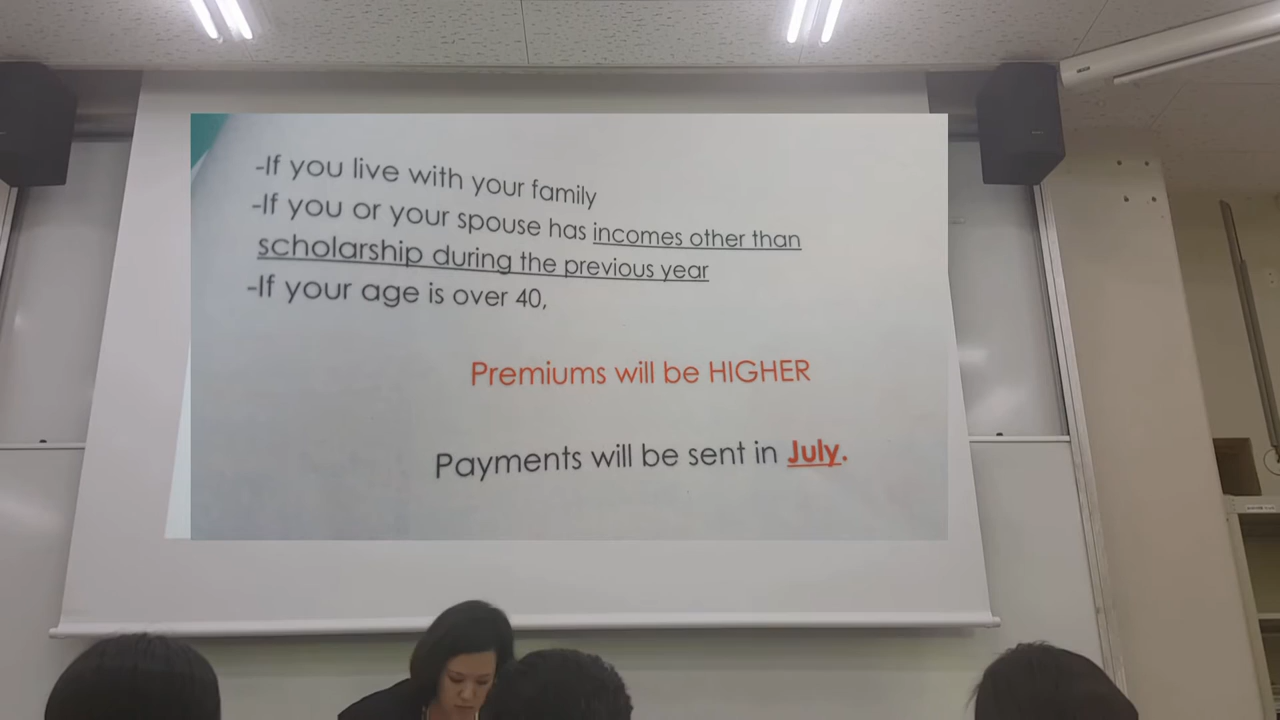 -If you live with your family
-If you or your spouse has incomes other than
scholarship during the previous year
-If your age is over 40,
Premiums will be HIGHER
Payments will be sent in July.